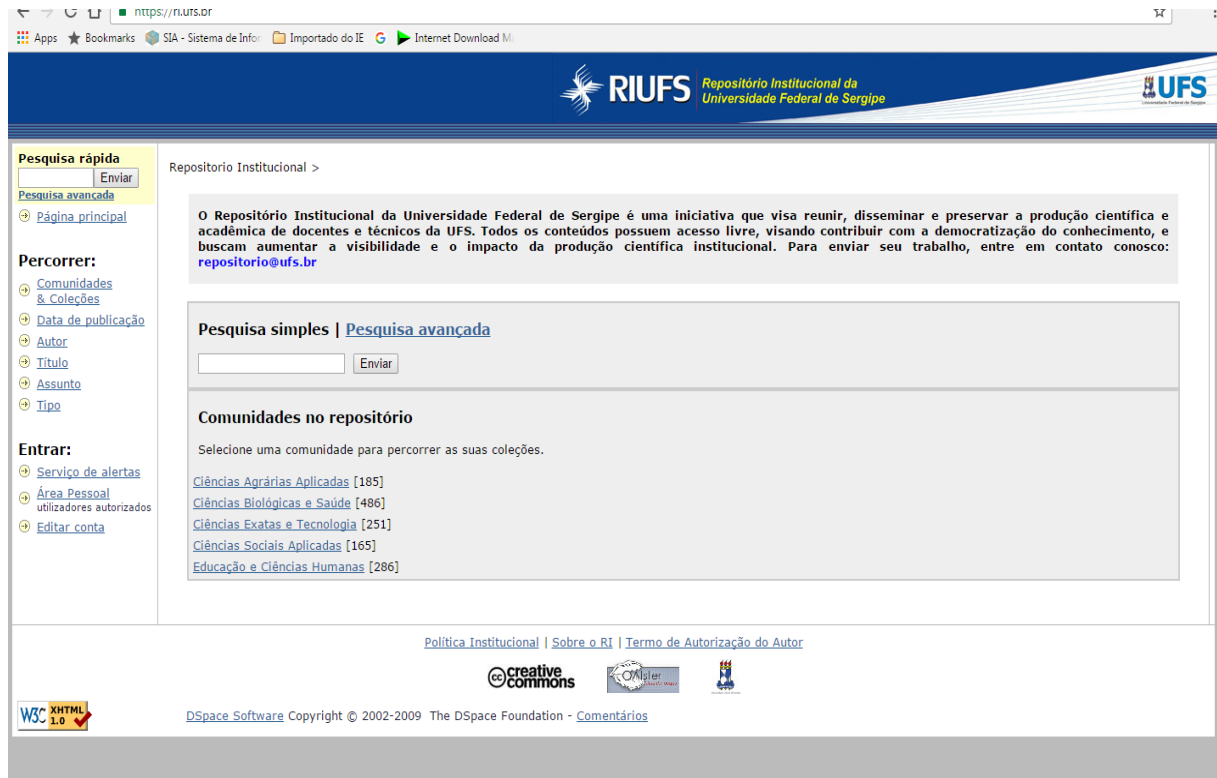 https://ri.ufs.br
Apps Bookmarks SIA - Sistema de Infor Importado do IE Internet Download M
RIUFS Repositório Institucional da
Universidade Federal de Sergipe
UFS
Universidade Federal de Sergipe
Pesquisa rápida
Enviar
Pesquisa avançada
Página principal
Percorrer:
Comunidades
& Coleções
Data de publicação
Autor
Título
Assunto
Tipo
Entrar:
Serviço de alertas
Área Pessoal
utilizadores autorizados
Editar conta
Repositorio Institucional >
O Repositório Institucional da Universidade Federal de Sergipe é uma iniciativa que visa reunir, disseminar e preservar a produção científica e
acadêmica de docentes e técnicos da UFS. Todos os conteúdos possuem acesso livre, visando contribuir com a democratização do conhecimento, e
buscam aumentar a visibilidade e o impacto da produção científica institucional. Para enviar seu trabalho, entre em contato conosco:
repositorio@ufs.br
Pesquisa simples | Pesquisa avançada
Enviar
Comunidades no repositório
Selecione uma comunidade para percorrer as suas coleções.
Ciências Agrárias Aplicadas [185]
Ciências Biológicas e Saúde [486]
Ciências Exatas e Tecnologia [251]
Ciências Sociais Aplicadas [165]
Educação e Ciências Humanas [286]
Política Institucional | Sobre o RI | Termo de Autorização do Autor
cc creative
commons
W3C XHTML
1.0
DSpace Software Copyright © 2002-2009 The DSpace Foundation - Comentários